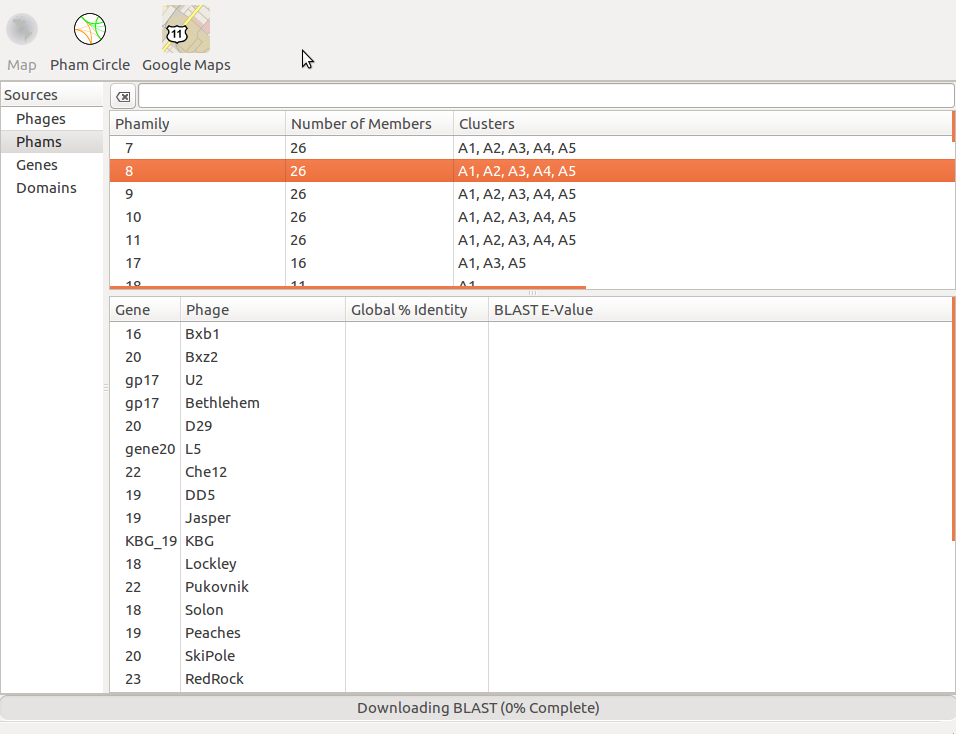 11
Map Pham Circle Google Maps
Sources
Phages
Phams
Genes
Domains
Phamily Number of Members Clusters
7 26 A1, A2, A3, A4, A5
8 26 A1, A2, A3, A4, A5
9 26 A1, A2, A3, A4, A5
10 26 A1, A2, A3, A4, A5
11 26 A1, A2, A3, A4, A5
17 16 A1, A3, A5
18 11 A1
Gene Phage Global % Identity BLAST E-Value
16 Bxb1
20 Bxz2
gp17 U2
gp17 Bethlehem
20 D29
gene20 L5
22 Che12
19 DD5
19 Jasper
KBG_19 KBG
18 Lockley
22 Pukovnik
18 Solon
19 Peaches
20 SkiPole
23 RedRock
Downloading BLAST (0% Complete)